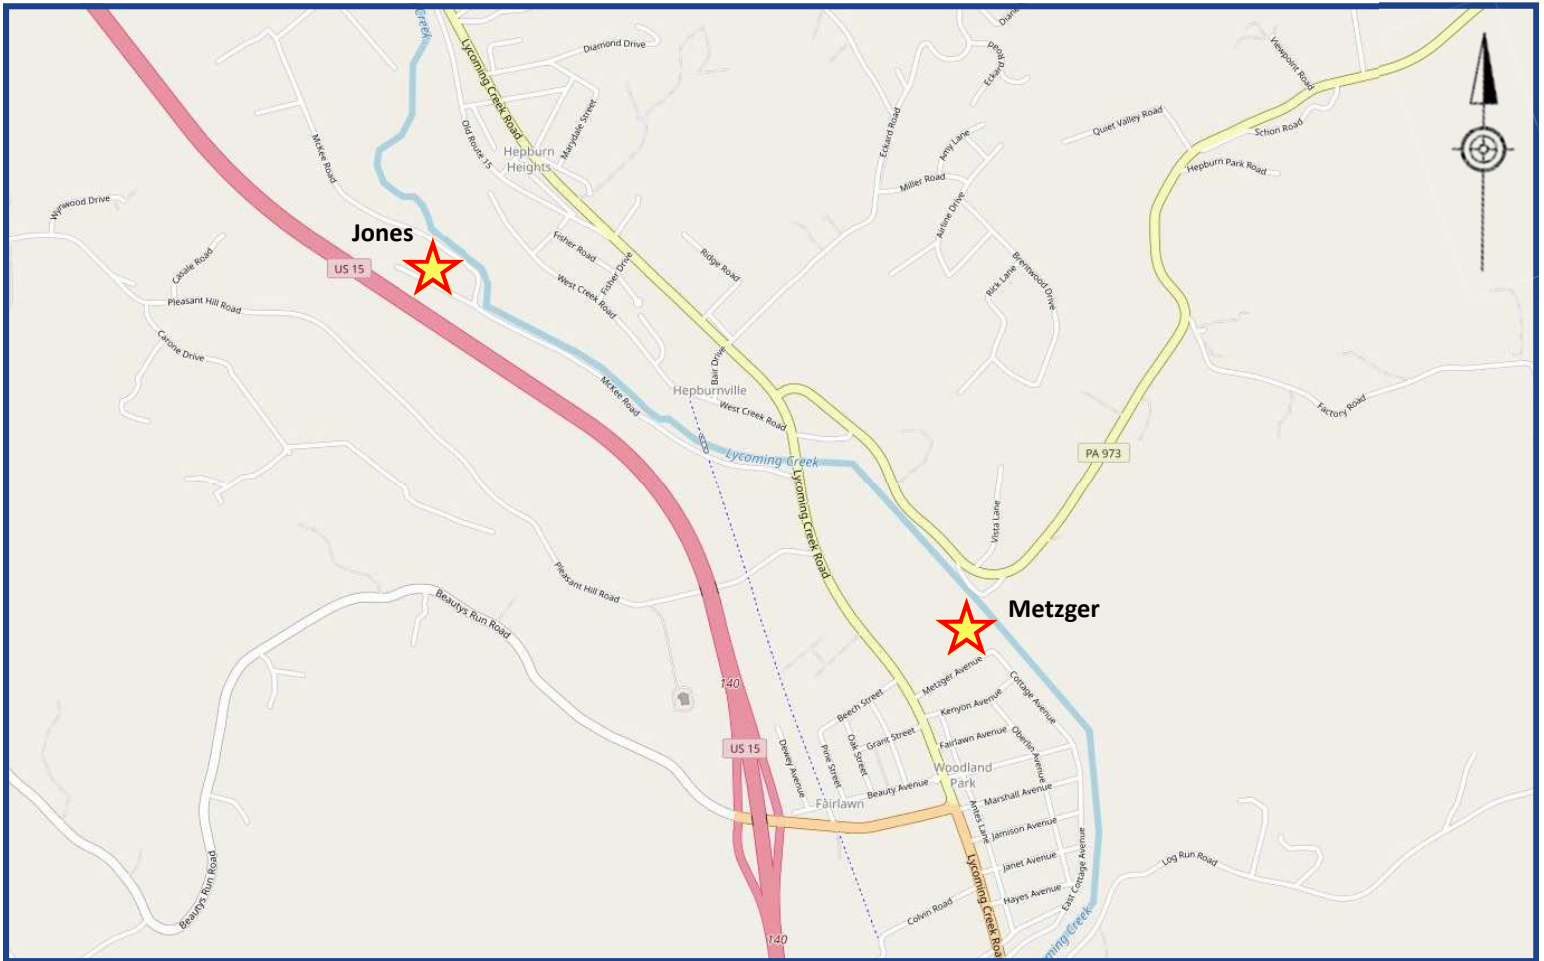 Creek
Lycoming Creek Road
Diamond Drive
Diane
Eckard Road
Viewpoint Road
Old Route 15
Marydale Street
Hepburn
Heights
McKee Road
Eckard Road
Amy Lane
Quiet Valley Road
Schon Road
Hepburn Park Road
Miller Road
Airline Drive
Wynwood Drive
Jones
US 15
Casale Road
Pleasant Hill Road
Carone Drive
Fisher Road
Fisher Drive
West Creek Road
Ridge Road
Brentwood Drive
Rick Lane
Bair Drive
Hepburnville
McKee Road
West Creek Road
Lycoming Creek
Factory Road
PA 973
Lycoming Creek Road
Vista Lane
Pleasant Hill Road
Beautys Run Road
Metzger
140
Metzger Avenue
Cottage Avenue
Beech Street
Kenyon Avenue
Grant Street
Oak Street
Pine Street
Fairlawn Avenue
Oberlin Avenue
US 15
Dewey Avenue
Woodland
Park
Beauty Avenue
Marshall Avenue
Fairlawn
Antes Lane
Jamison Avenue
Janet Avenue
Hayes Avenue
East Cottage Avenue
Log Run Road
Beautys Run Road
Colvin Road
Lycoming Creek Roa
ming Creek
140